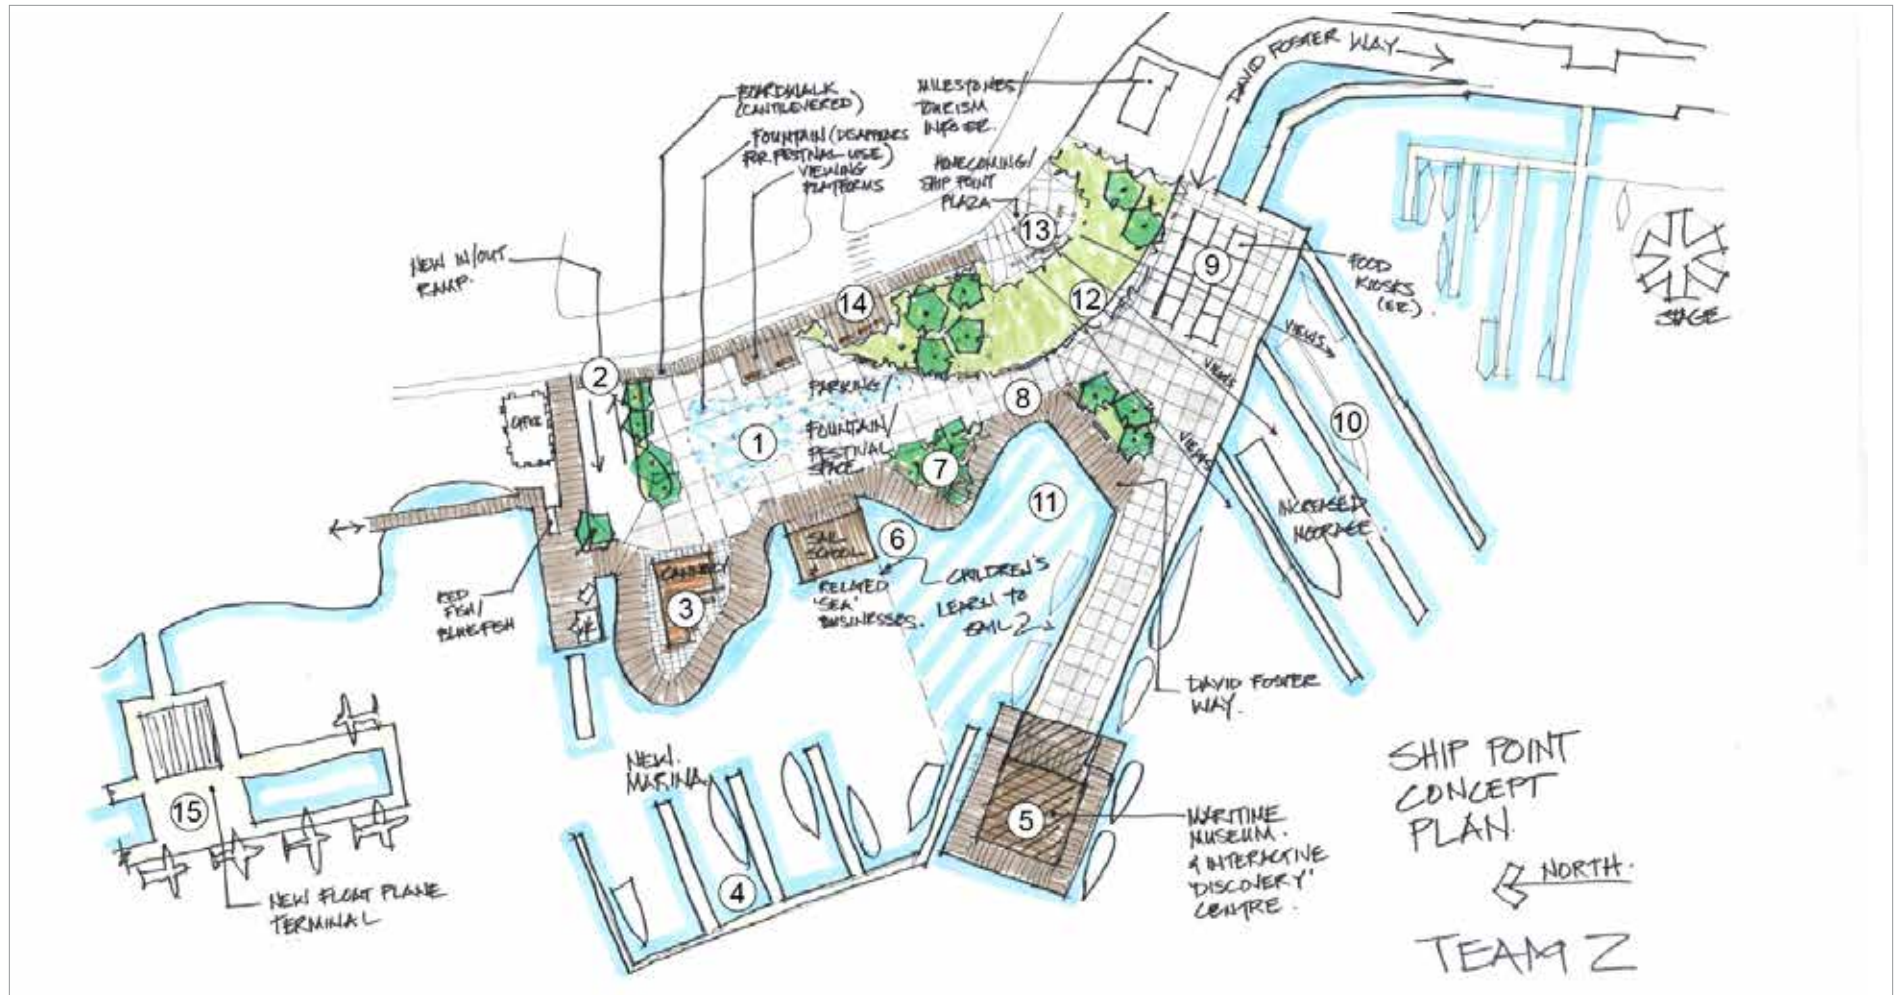 BOARDWALK
(CANTILEVERED)
FOUNTAIN (DISAPPEARS
FOR FESTIVAL USE)
VIEWING
PLATFORMS
MILESTONES/
TOURISM
HOMECOMING/
SHIP POINT
PLAZA
DAVID FOSTER WAY
NEW IN/OUT
RAMP.
FOOD
KIOSKS
VIEWS
VIEWS
VIEWS
STAGE
PARKING/
FOUNTAIN/
FESTIVAL
SPACE
INCREASED
MOORAGE
SAIL
SCHOOL
CANNERY
RED
FISH/
BLUE FISH
RELATED
'SEA'
BUSINESSES.
CHILDREN'S
LEARN TO
SAIL
DAVID FOSTER
WAY.
NEW
MARINA
MARITIME
MUSEUM.
& INTERACTIVE
'DISCOVERY'
CENTRE.
NEW FLOAT PLANE
TERMINAL
SHIP POINT
CONCEPT
PLAN
NORTH.
TEAM 2
1
2
3
4
5
6
7
8
9
10
11
12
13
14
15